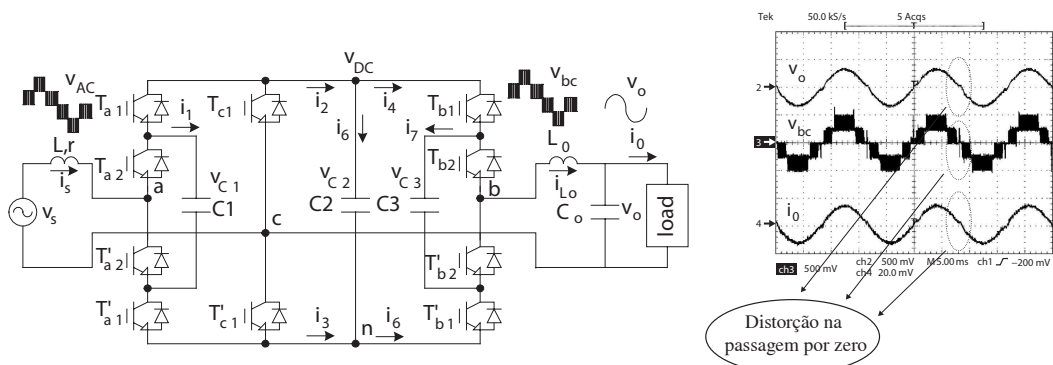 v_AC
L,r
i_s
v_s
T_a1
T_a2
a
T'_a2
T'_a1
i_1
v_C1
C1
T_c1
c
T'_c1
v_DC
i_2
i_4
i_6
v_C2
C2
i_3
n
i_6
i_7
v_C3
C3
T_b1
T_b2
b
T'_b2
T'_b1
v_bc
L_0
i_Lo
C_o
v_o
i_0
v_o
load
Tek 50.0 kS/s 5 Acqs
v_o
2
v_bc
3
i_0
4
ch3 500 mV ch2 500 mV M 5.00ms ch1 −200 mV
ch4 20.0 mV
Distorção na
passagem por zero